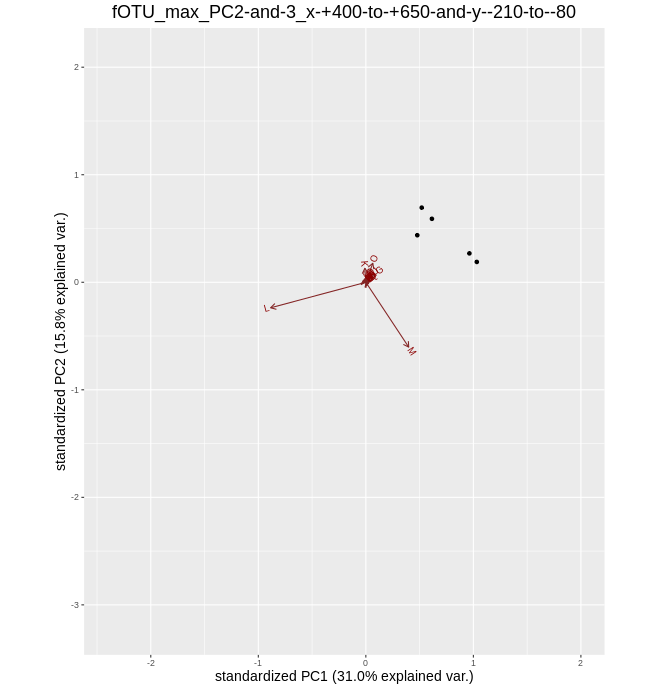 fOTU_max_PC2-and-3_x-+400-to-+650-and-y--210-to--80
standardized PC2 (15.8% explained var.)
2
1
0
-1
-2
-3
K
O
G
L
M
-2
-1
0
1
2
standardized PC1 (31.0% explained var.)